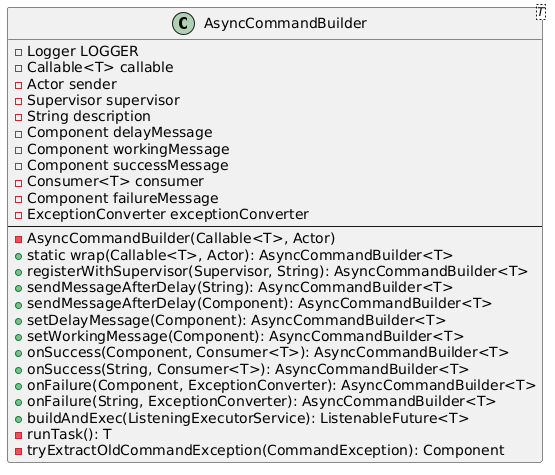 C AsyncCommandBuilder
T
Logger LOGGER
Callable<T> callable
Actor sender
Supervisor supervisor
String description
Component delayMessage
Component workingMessage
Component successMessage
Consumer<T> consumer
Component failureMessage
ExceptionConverter exceptionConverter
AsyncCommandBuilder(Callable<T>, Actor)
static wrap(Callable<T>, Actor): AsyncCommandBuilder<T>
registerWithSupervisor(Supervisor, String): AsyncCommandBuilder<T>
sendMessageAfterDelay(String): AsyncCommandBuilder<T>
sendMessageAfterDelay(Component): AsyncCommandBuilder<T>
setDelayMessage(Component): AsyncCommandBuilder<T>
setWorkingMessage(Component): AsyncCommandBuilder<T>
onSuccess(Component, Consumer<T>): AsyncCommandBuilder<T>
onSuccess(String, Consumer<T>): AsyncCommandBuilder<T>
onFailure(Component, ExceptionConverter): AsyncCommandBuilder<T>
onFailure(String, ExceptionConverter): AsyncCommandBuilder<T>
buildAndExec(ListeningExecutorService): ListenableFuture<T>
runTask(): T
tryExtractOldCommandException(CommandException): Component